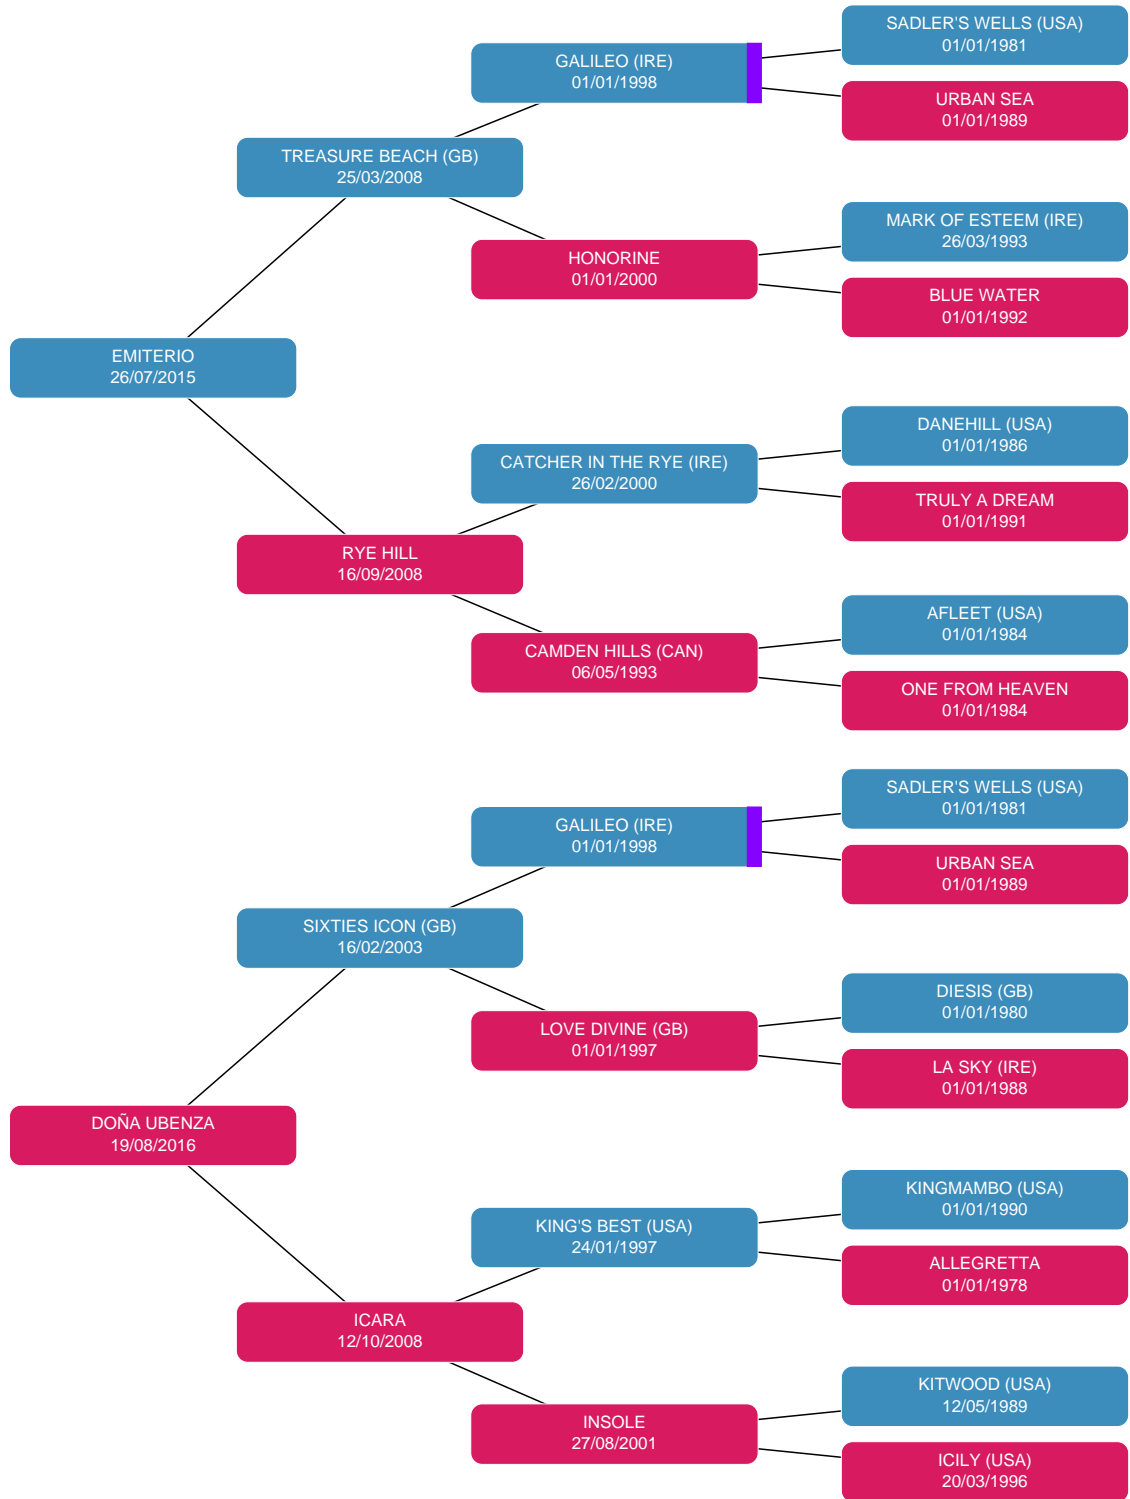 SADLER'S WELLS (USA)
01/01/1981
GALILEO (IRE)
01/01/1998
URBAN SEA
01/01/1989
TREASURE BEACH (GB)
25/03/2008
MARK OF ESTEEM (IRE)
26/03/1993
HONORINE
01/01/2000
BLUE WATER
01/01/1992
EMITERIO
26/07/2015
DANEHILL (USA)
01/01/1986
CATCHER IN THE RYE (IRE)
26/02/2000
TRULY A DREAM
01/01/1991
RYE HILL
16/09/2008
AFLEET (USA)
01/01/1984
CAMDEN HILLS (CAN)
06/05/1993
ONE FROM HEAVEN
01/01/1984
SADLER'S WELLS (USA)
01/01/1981
GALILEO (IRE)
01/01/1998
URBAN SEA
01/01/1989
SIXTIES ICON (GB)
16/02/2003
DIESIS (GB)
01/01/1980
LOVE DIVINE (GB)
01/01/1997
LA SKY (IRE)
01/01/1988
DOÑA UBENZA
19/08/2016
KINGMAMBO (USA)
01/01/1990
KING'S BEST (USA)
24/01/1997
ALLEGRETTA
01/01/1978
ICARA
12/10/2008
KITWOOD (USA)
12/05/1989
INSOLE
27/08/2001
ICILY (USA)
20/03/1996